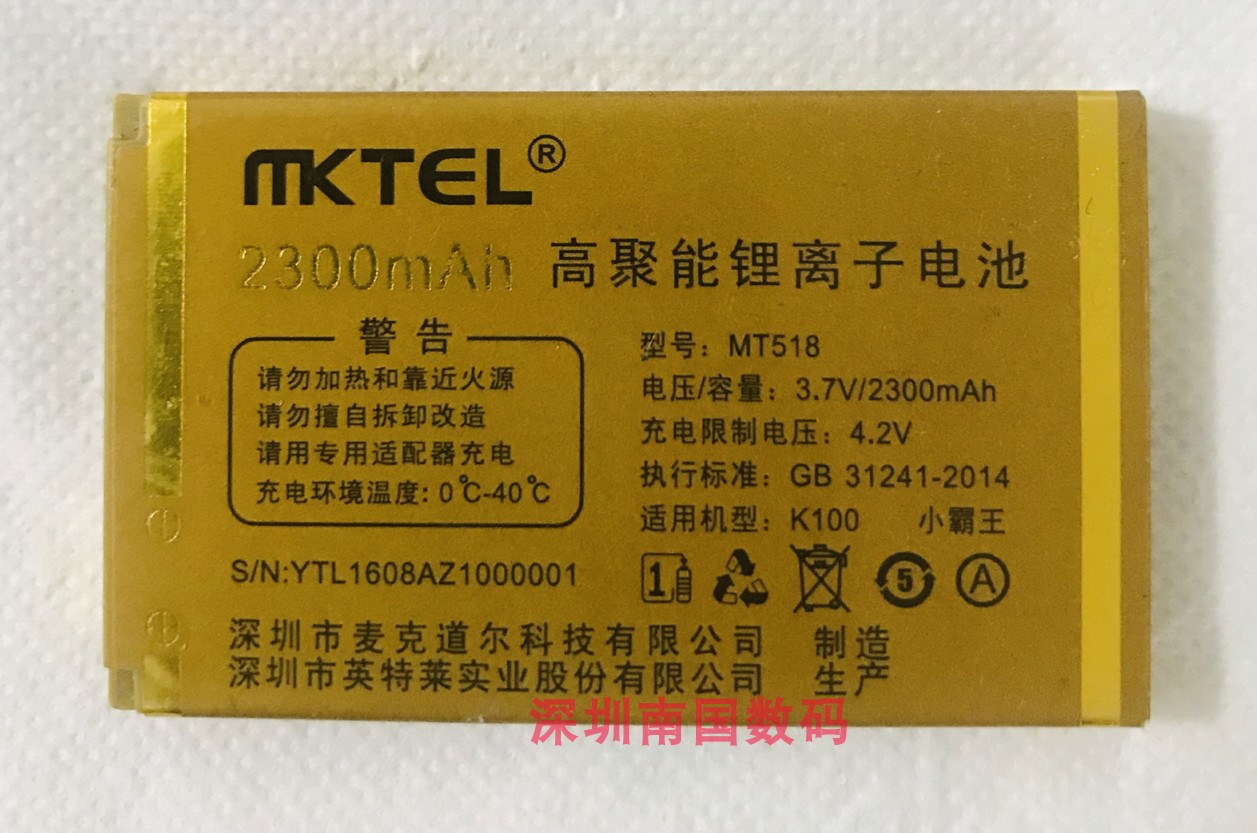 MKTEL®
2300mAh 高聚能锂离子电池
警告
请勿加热和靠近火源
请勿擅自拆卸改造
请用专用适配器充电
充电环境温度: 0℃-40℃
型号: MT518
电压/容量: 3.7V/2300mAh
充电限制电压: 4.2V
执行标准: GB 31241-2014
适用机型: K100 小霸王
S/N:YTL1608AZ1000001
1
5
A
深圳市麦克道尔科技有限公司 制造
深圳市英特莱实业股份有限公司 生产
深圳南国数码